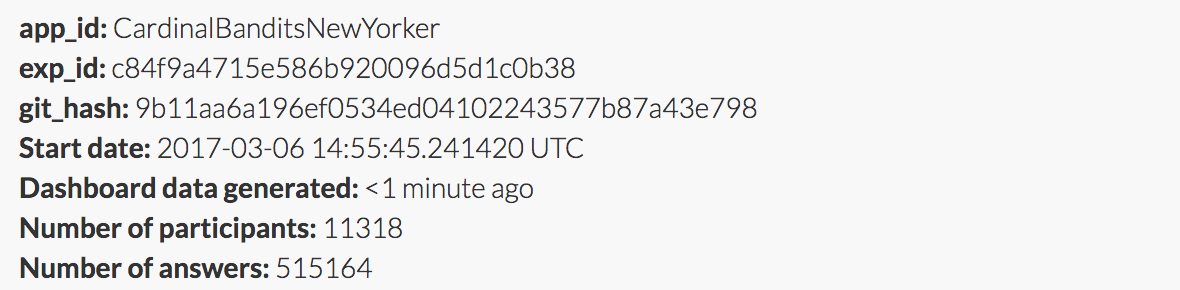 app_id: CardinalBanditsNewYorker
exp_id: c84f9a4715e586b920096d5d1c0b38
git_hash: 9b11aa6a196ef0534ed04102243577b87a43e798
Start date: 2017-03-06 14:55:45.241420 UTC
Dashboard data generated: <1 minute ago
Number of participants: 11318
Number of answers: 515164